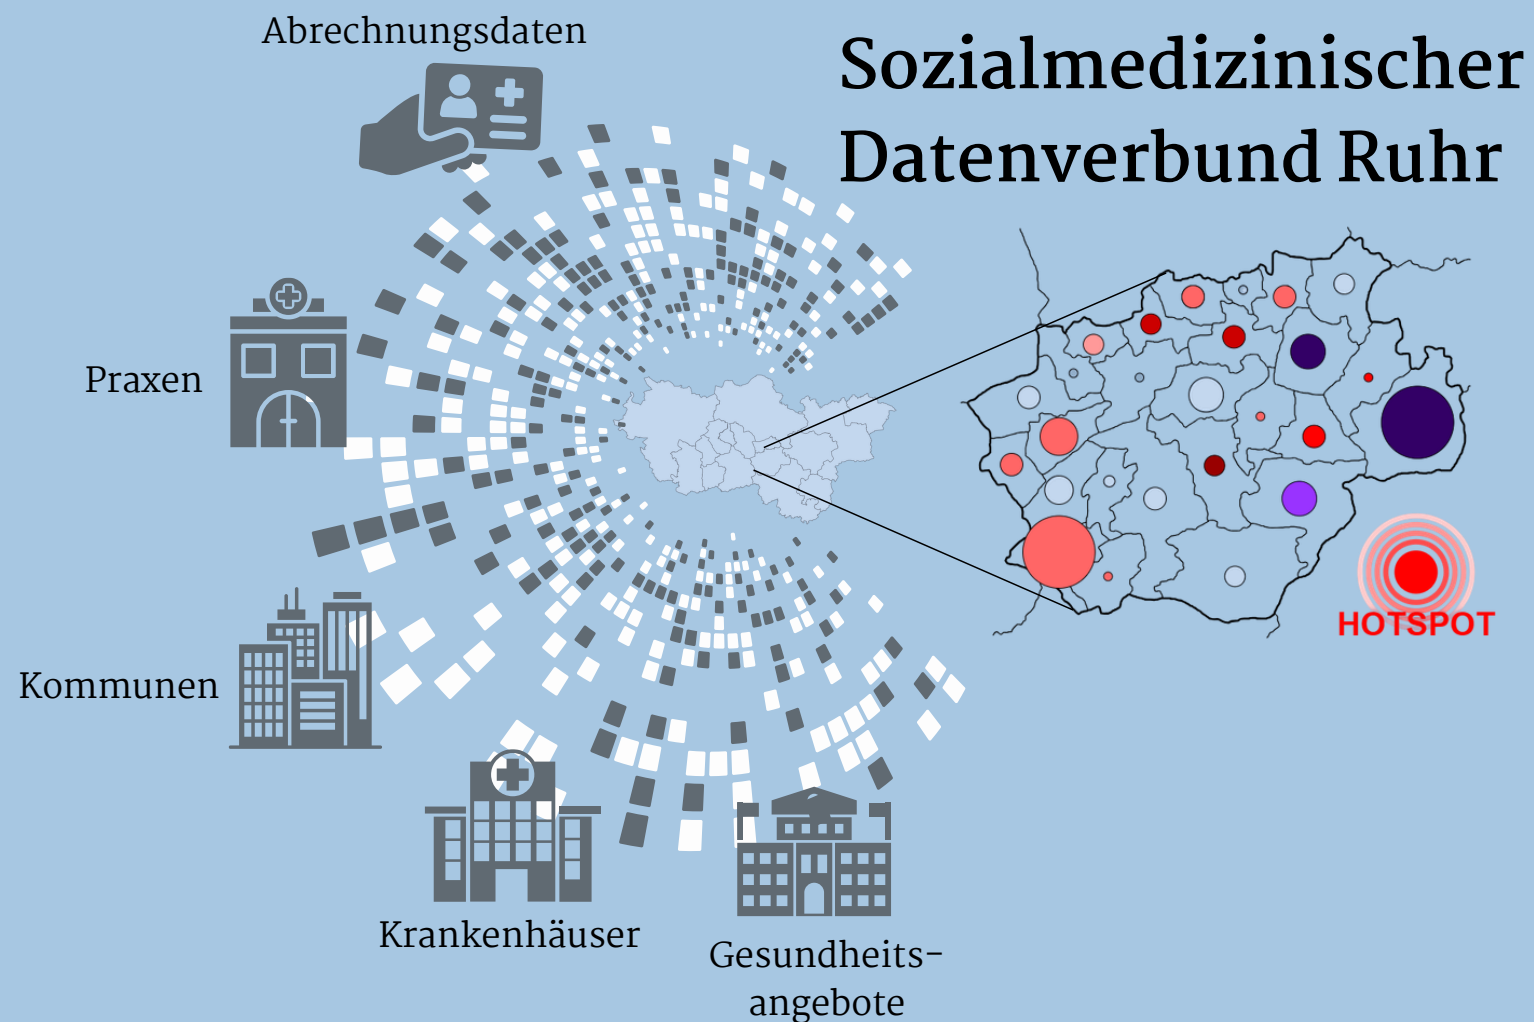 Abrechnungsdaten
Sozialmedizinischer
Datenverbund Ruhr
Praxen
HOTSPOT
Kommunen
Krankenhäuser
Gesundheits-
angebote